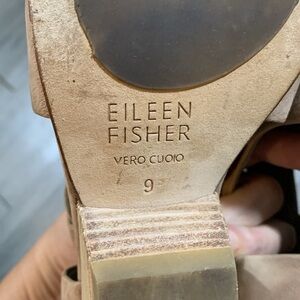 EILEEN
FISHER
VERO CUOIO
9